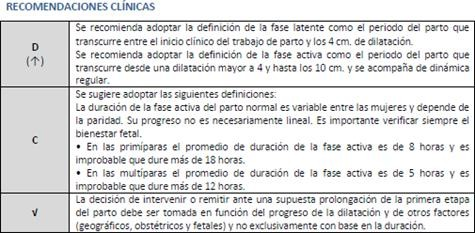 RECOMENDACIONES CLÍNICAS
D
(↑)
Se recomienda adoptar la definición de la fase latente como el periodo del parto que
transcurre entre el inicio clínico del trabajo de parto y los 4 cm. de dilatación.
Se recomienda adoptar la definición de la fase activa como el periodo del parto que
transcurre desde una dilatación mayor a 4 y hasta los 10 cm. y se acompaña de dinámica
regular.
C
Se sugiere adoptar las siguientes definiciones:
La duración de la fase activa del parto normal es variable entre las mujeres y depende de
la paridad. Su progreso no es necesariamente lineal. Es importante verificar siempre el
bienestar fetal.
• En las primíparas el promedio de duración de la fase activa es de 8 horas y es
improbable que dure más de 18 horas.
• En las multíparas el promedio de duración de la fase activa es de 5 horas y es
improbable que dure más de 12 horas.
√
La decisión de intervenir o remitir ante una supuesta prolongación de la primera etapa
del parto debe ser tomada en función del progreso de la dilatación y de otros factores
(geográficos, obstétricos y fetales) y no exclusivamente con base en la duración.